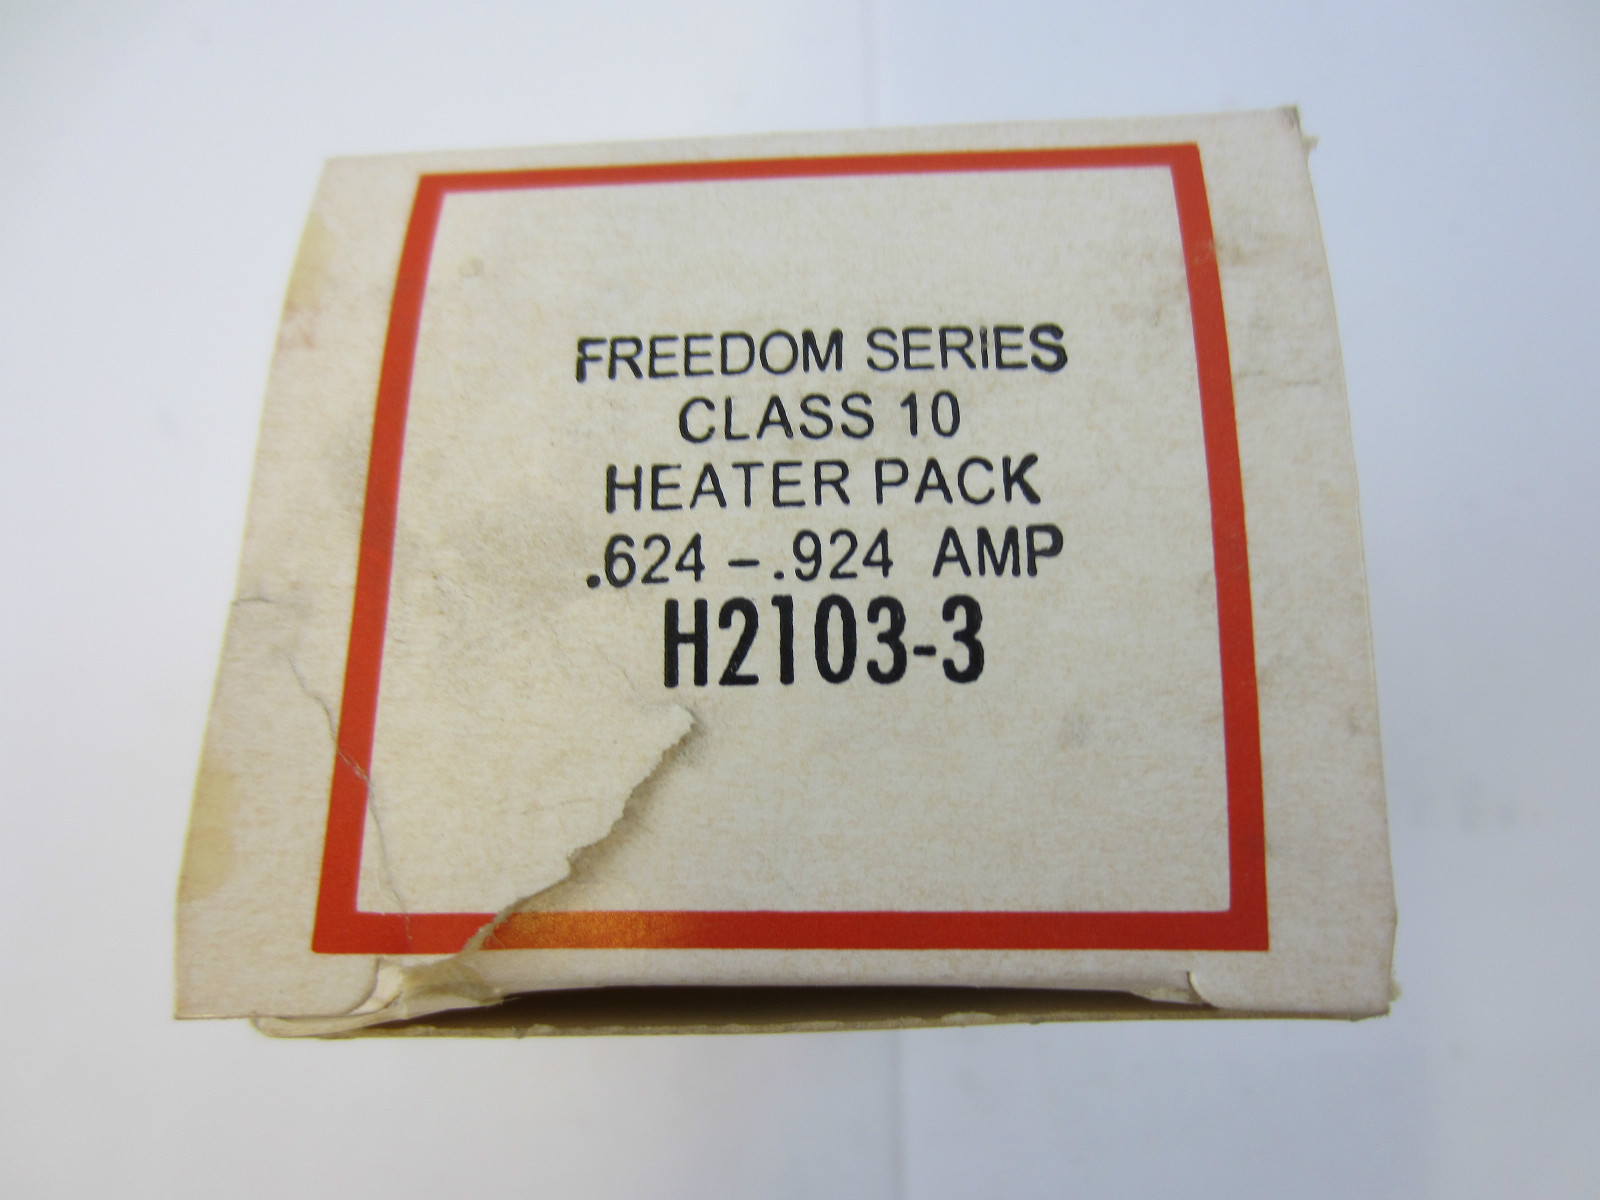 FREEDOM SERIES
CLASS 10
HEATER PACK
.624 - .924 AMP
H2103-3